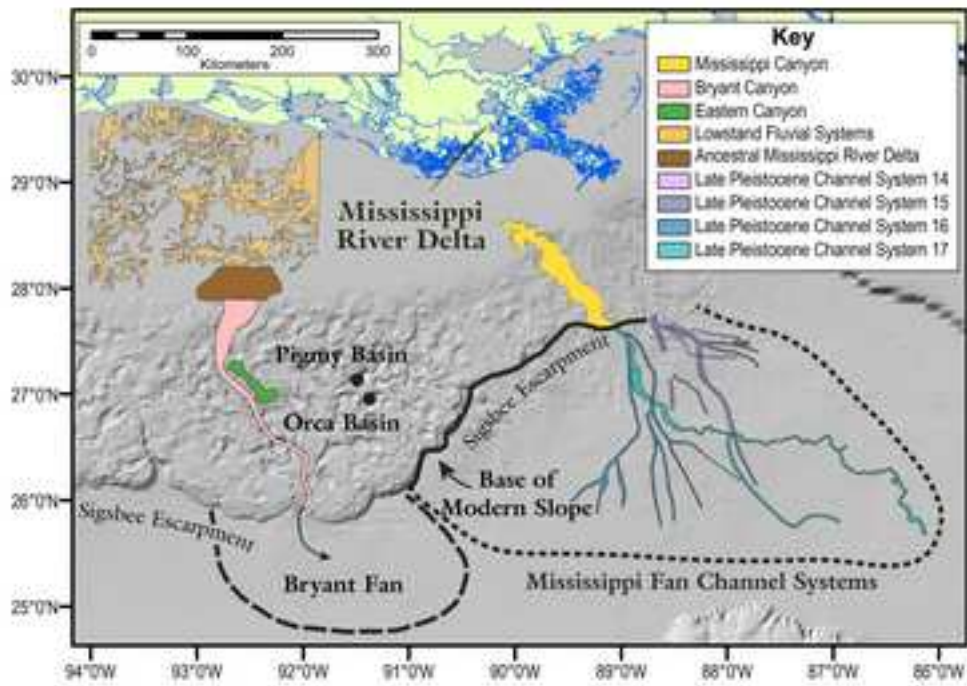 0 100 200 300
Kilometers
Key
Mississippi Canyon
Bryant Canyon
Eastern Canyon
Lowstand Fluvial Systems
Ancestral Mississippi River Delta
Late Pleistocene Channel System 14
Late Pleistocene Channel System 15
Late Pleistocene Channel System 16
Late Pleistocene Channel System 17
30°0'N
29°0'N
28°0'N
27°0'N
26°0'N
25°0'N
Mississippi
River Delta
Pigmy Basin
Orca Basin
Sigsbee Escarpment
Base of
Modern Slope
Sigsbee Escarpment
Bryant Fan
Mississippi Fan Channel Systems
94°0'W 93°0'W 92°0'W 91°0'W 90°0'W 89°0'W 88°0'W 87°0'W 86°0'W